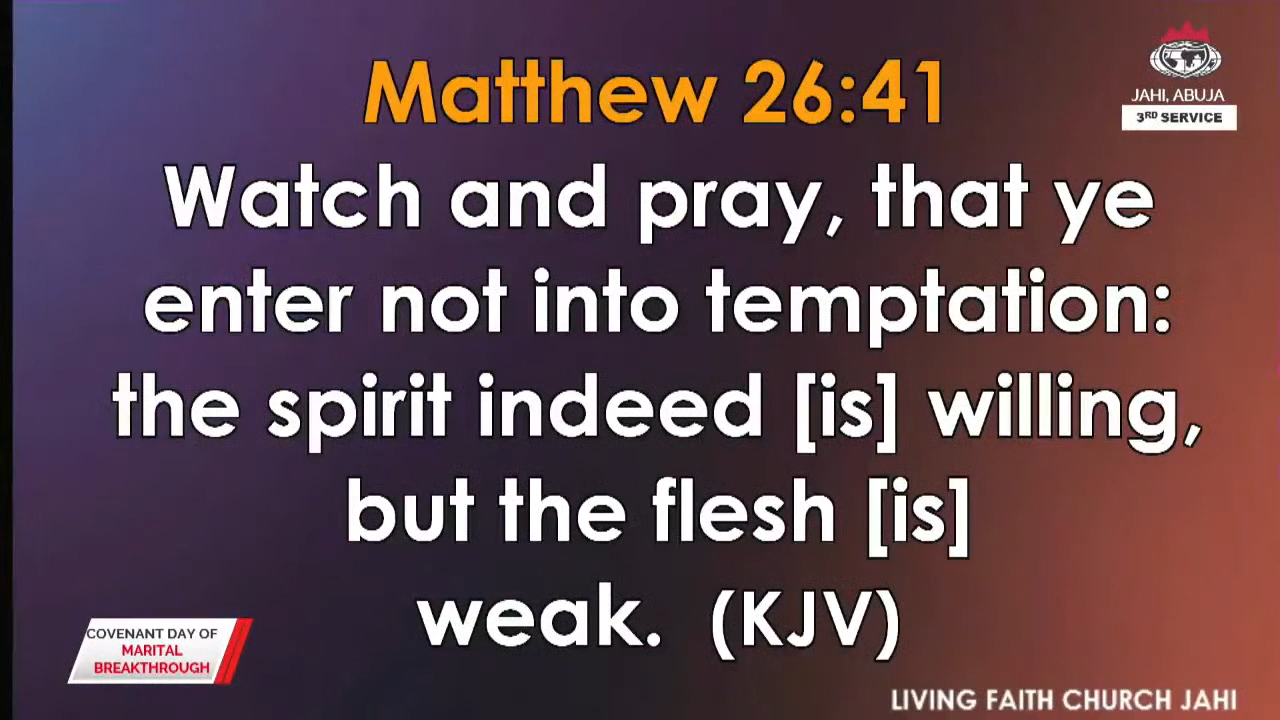 Matthew 26:41
Watch and pray, that ye
enter not into temptation:
the spirit indeed [is] willing,
but the flesh [is]
weak. (KJV)
JAHI, ABUJA
3RD SERVICE
COVENANT DAY OF
MARITAL
BREAKTHROUGH
LIVING FAITH CHURCH JAHI